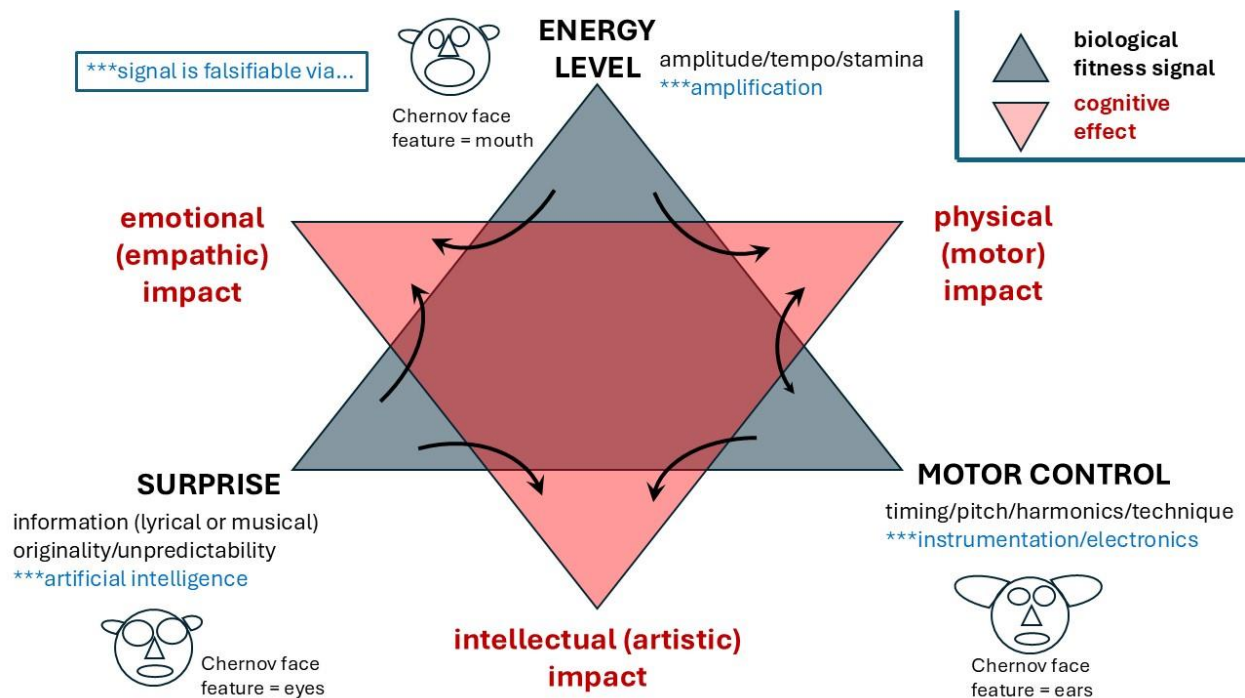 ***signal is falsifiable via...
Chernov face
feature = mouth
ENERGY
LEVEL
amplitude/tempo/stamina
***amplification
biological
fitness signal
cognitive
effect
emotional
(empathic)
impact
physical
(motor)
impact
SURPRISE
information (lyrical or musical)
originality/unpredictability
***artificial intelligence
Chernov face
feature = eyes
intellectual (artistic)
impact
MOTOR CONTROL
timing/pitch/harmonics/technique
***instrumentation/electronics
Chernov face
feature = ears